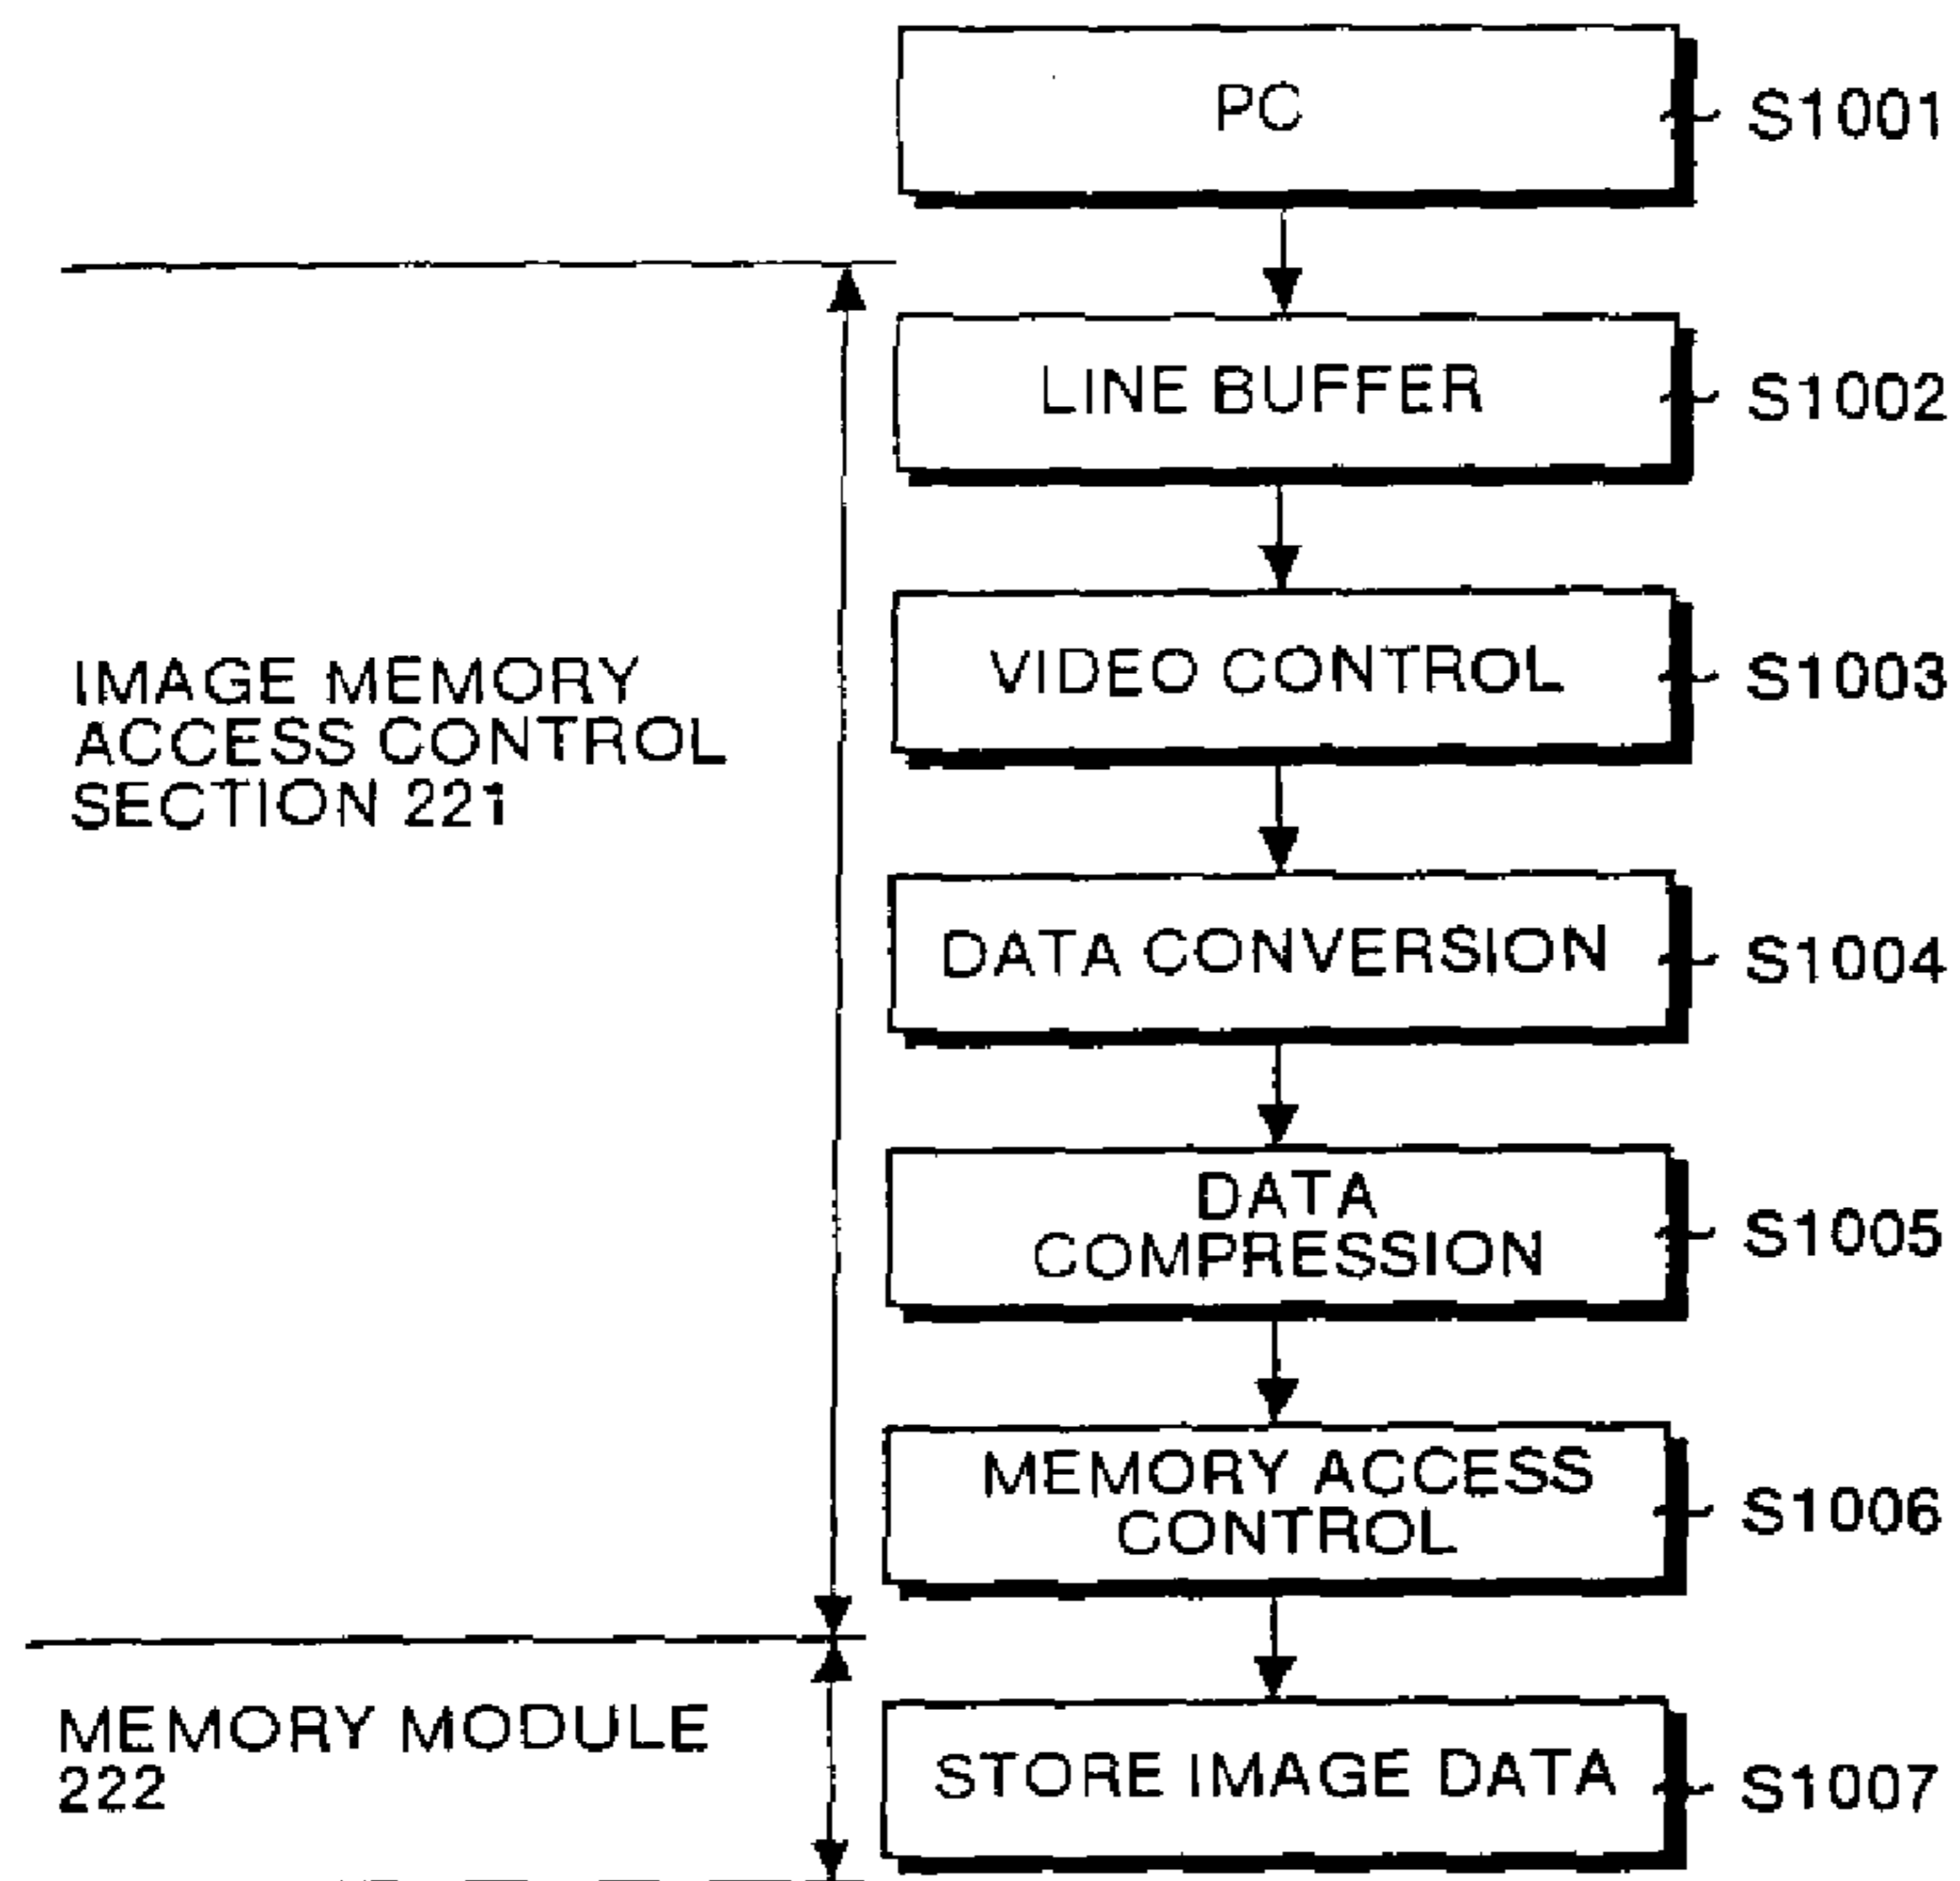 PC
S1001
LINE BUFFER
S1002
VIDEO CONTROL
S1003
IMAGE MEMORY
ACCESS CONTROL
SECTION 221
DATA CONVERSION
S1004
DATA
COMPRESSION
S1005
MEMORY ACCESS
CONTROL
S1006
MEMORY MODULE
222
STORE IMAGE DATA
S1007